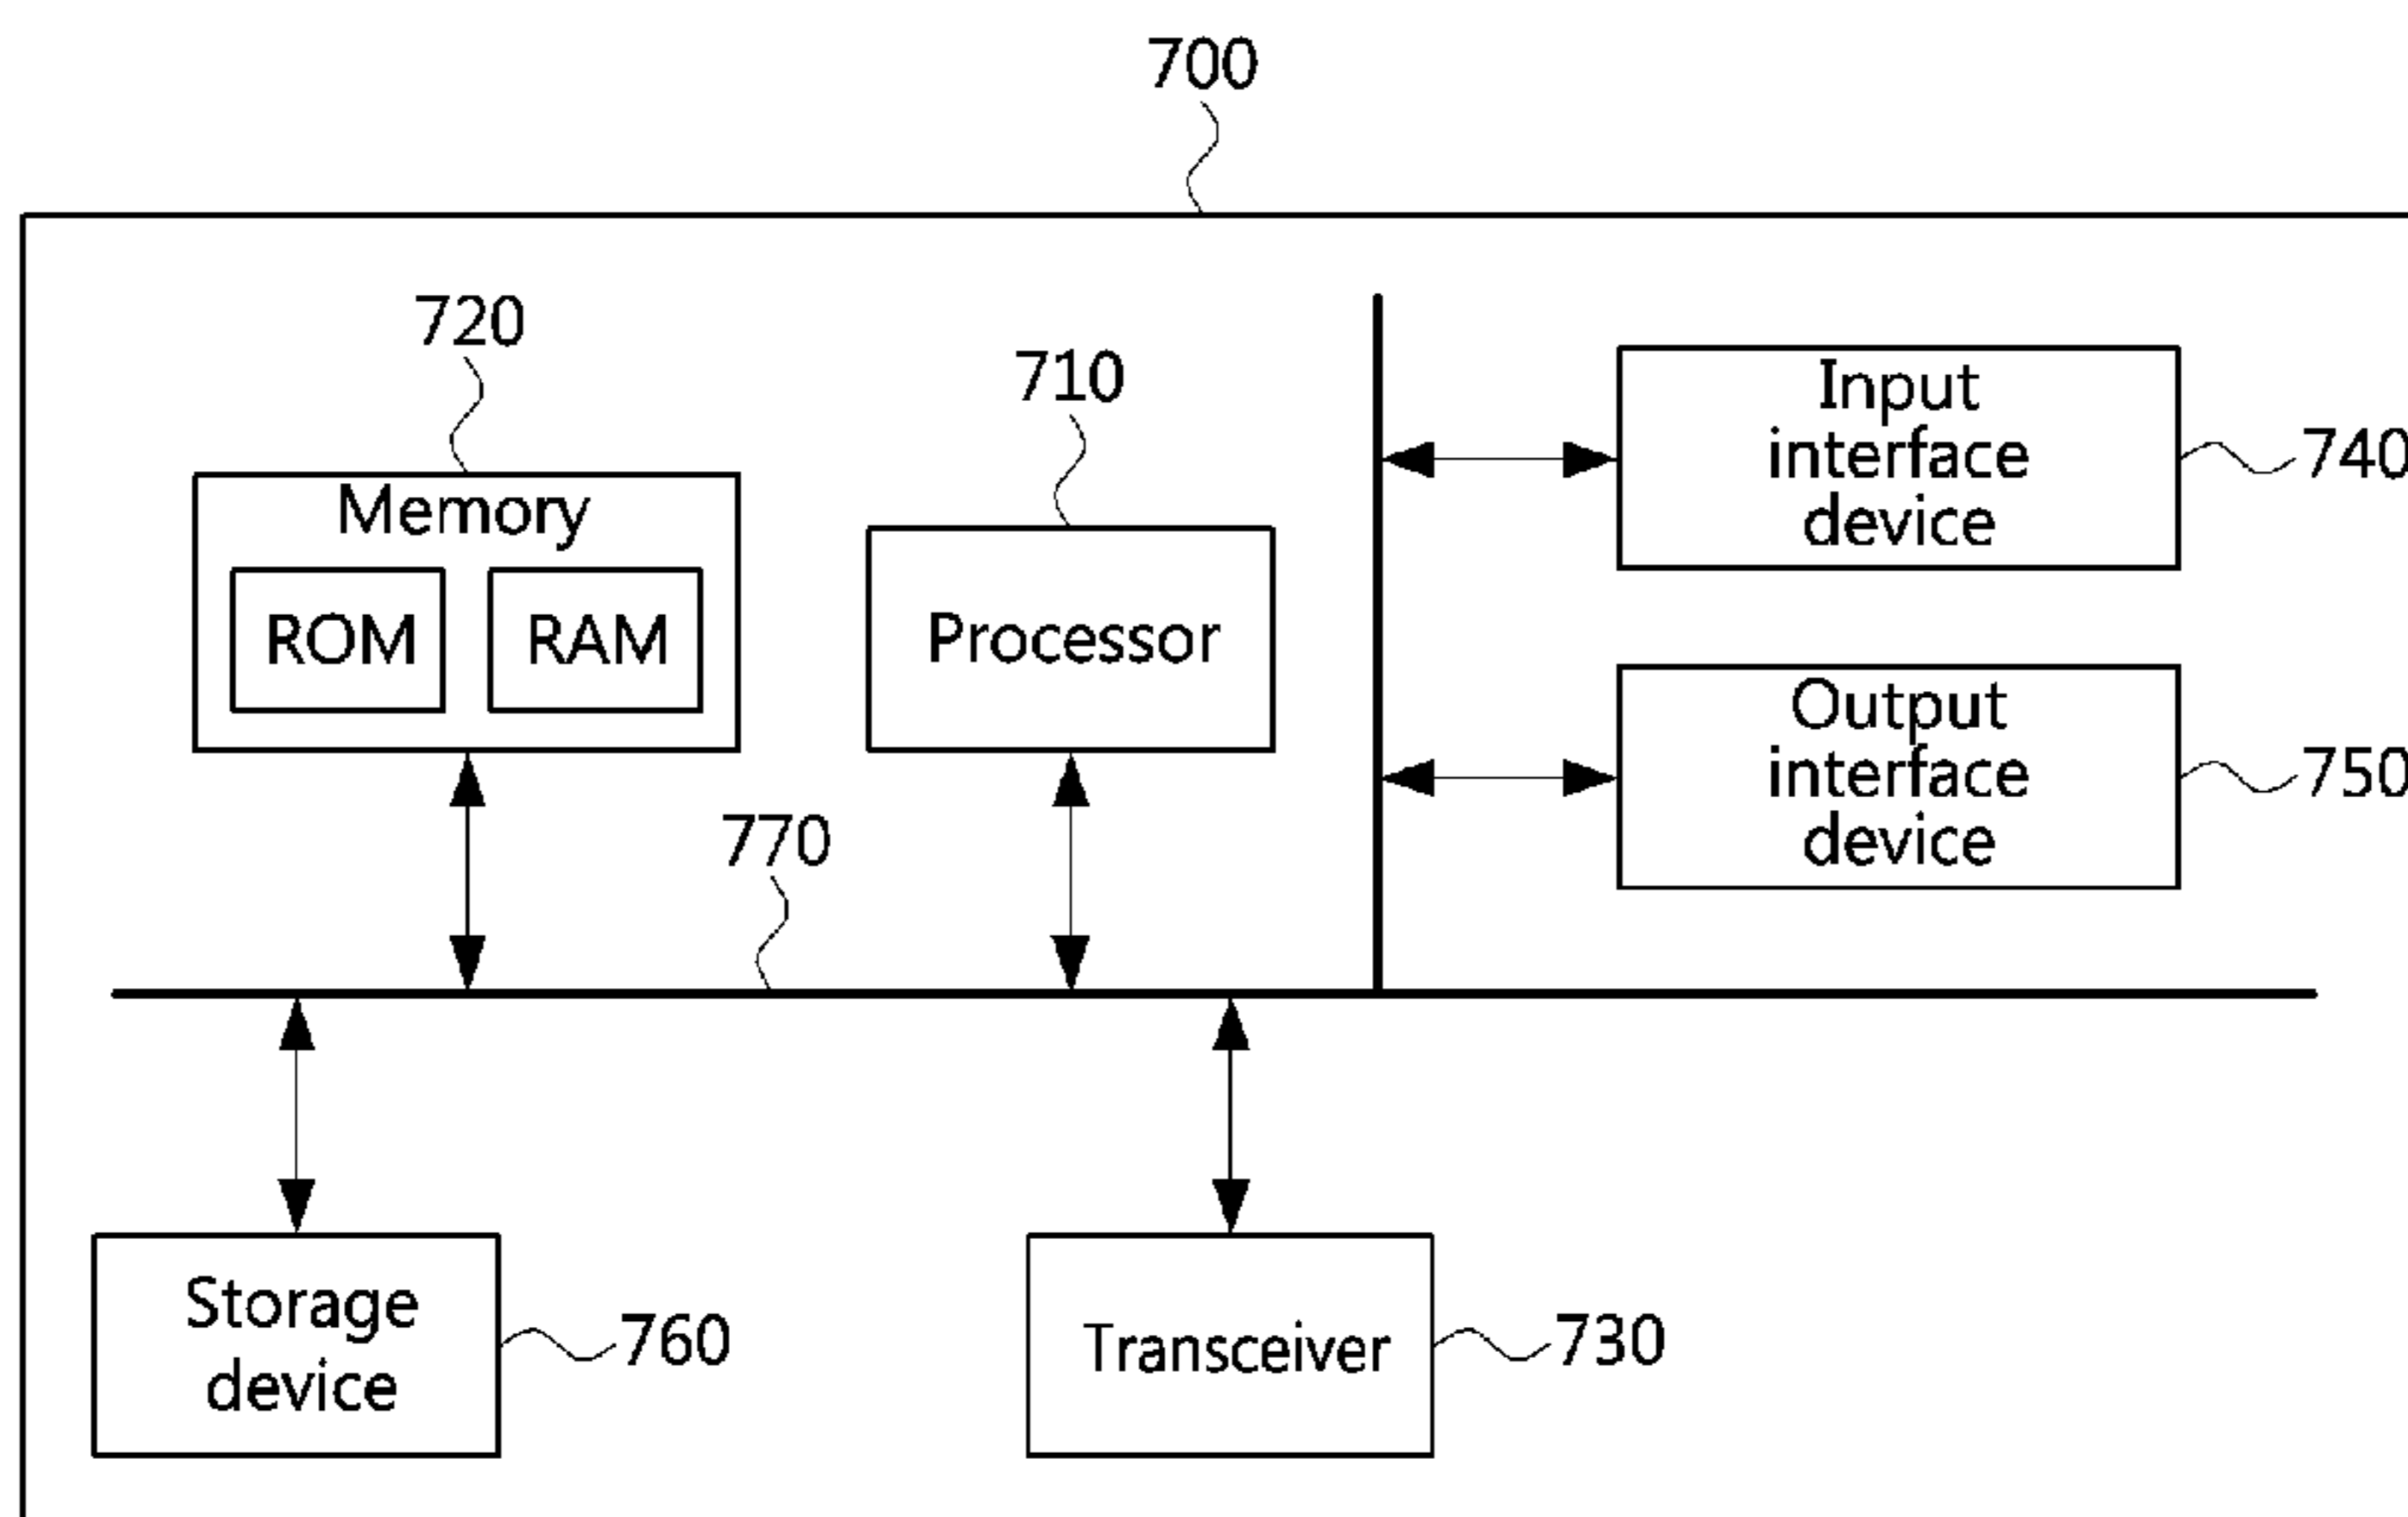 700
720
710
Memory
ROM
RAM
Processor
Input
interface
device
740
Output
interface
device
750
770
Storage
device
760
Transceiver
730